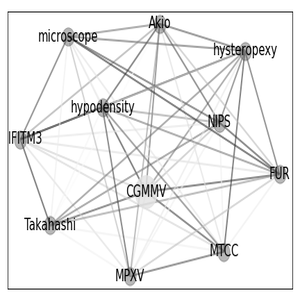 Akio
microscope
hysteropexy
hypodensity
NIPS
IFITM3
FUR
CGMMV
Takahashi
MTCC
MPXV